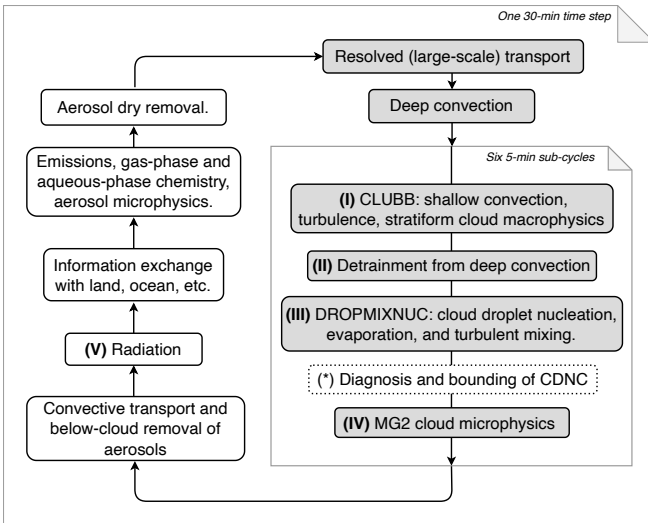 One 30-min time step
Resolved (large-scale) transport
Deep convection
Six 5-min sub-cycles
(I) CLUBB: shallow convection,
turbulence, stratiform cloud macrophysics
(II) Detrainment from deep convection
(III) DROPMIXNUC: cloud droplet nucleation,
evaporation, and turbulent mixing.
(*) Diagnosis and bounding of CDNC
(IV) MG2 cloud microphysics
Convective transport and
below-cloud removal of
aerosols
(V) Radiation
Information exchange
with land, ocean, etc.
Emissions, gas-phase and
aqueous-phase chemistry,
aerosol microphysics.
Aerosol dry removal.